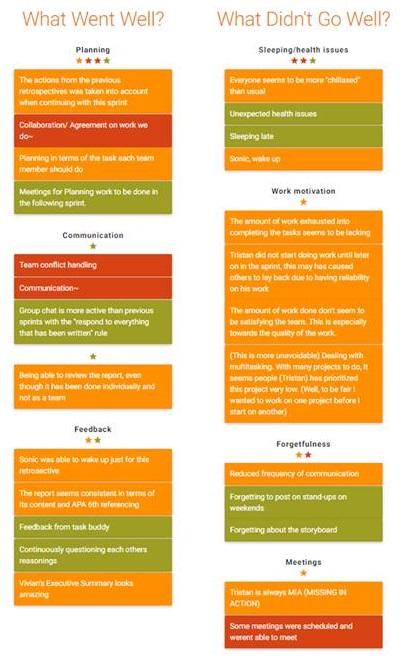 What Went Well?
Planning
The actions from the previous
retrospectives was taken into account
when continuing with this sprint
Collaboration/ Agreement on work we
do~
Planning in terms of the task each team
member should do
Meetings for Planning work to be done in
the following sprint.
Communication
Team conflict handling
Communication~
Group chat is more active than previous
sprints with the "respond to everything
that has been written" rule
Being able to review the report, even
though it has been done individually and
not as a team
Feedback
Sonic was able to wake up just for this
retrosective
The report seems consistent in terms of
its content and APA 6th referencing
Feedback from task buddy
Continuously questioning each others
reasonings
Vivian's Executive Summary looks
amazing
What Didn't Go Well?
Sleeping/health issues
Everyone seems to be more "chillaxed"
than usual
Unexpected health issues
Sleeping late
Sonic, wake up
Work motivation
The amount of work exhausted into
completing the tasks seems to be lacking
Tristan did not start doing work until later
on in the sprint, this may has caused
others to lay back due to having reliability
on his work
The amount of work done don't seem to
be satisfying the team. This is especially
towards the quality of the work.
(This is more unavoidable) Dealing with
multitasking. With many projects to do, it
seems people (Tristan) has prioritized
this project very low. (Well, to be fair I
wanted to work on one project before I
start on another)
Forgetfulness
Reduced frequency of communication
Forgetting to post on stand-ups on
weekends
Forgetting about the storyboard
Meetings
Tristan is always MIA (MISSING IN
ACTION)
Some meetings were scheduled and
werent able to meet